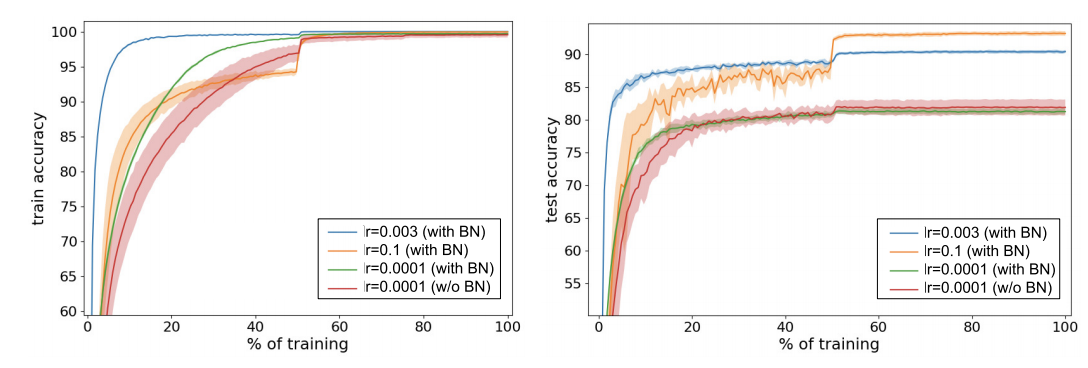 train accuracy
100
95
90
85
80
75
70
65
60
0 20 40 60 80 100
% of training
lr=0.003 (with BN)
lr=0.1 (with BN)
lr=0.0001 (with BN)
lr=0.0001 (w/o BN)
test accuracy
90
85
80
75
70
65
60
55
0 20 40 60 80 100
% of training
lr=0.003 (with BN)
lr=0.1 (with BN)
lr=0.0001 (with BN)
lr=0.0001 (w/o BN)